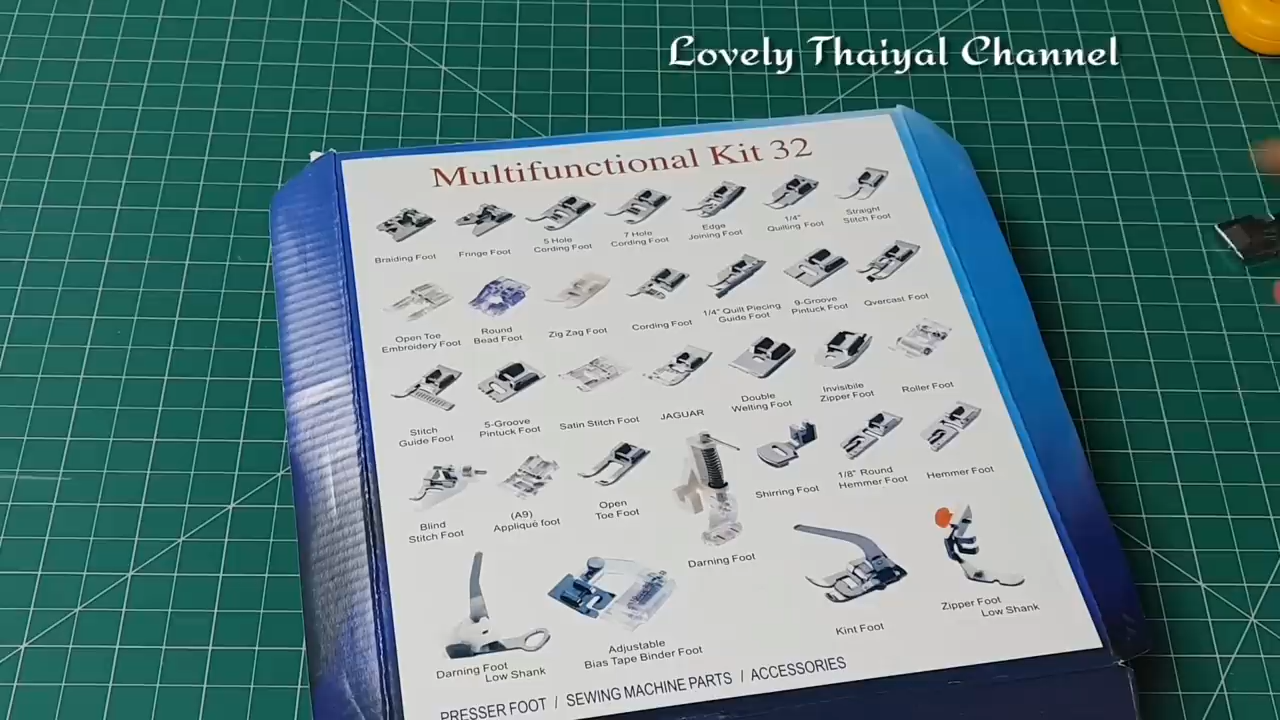 Lovely Thaiyal Channel
Multifunctional Kit 32
Braiding Foot
Fringe Foot
5 Hole
Cording Foot
7 Hole
Cording Foot
Edge
Joining Foot
1/4"
Quilting Foot
Straight
Stitch Foot
Open Toe
Embroidery Foot
Round
Bead Foot
Zig Zag Foot
Cording Foot
1/4" Quilt Piecing
Guide Foot
9-Groove
Pintuck Foot
Qvercast Foot
Stitch
Guide Foot
5-Groove
Pintuck Foot
Satin Stitch Foot
JAGUAR
Double
Welting Foot
Invisibile
Zipper Foot
Roller Foot
Blind
Stitch Foot
(A9)
Appliqué foot
Open
Toe Foot
Darning Foot
Shirring Foot
1/8" Round
Hemmer Foot
Hemmer Foot
Darning Foot
Low Shank
Adjustable
Bias Tape Binder Foot
Kint Foot
Zipper Foot
Low Shank
PRESSER FOOT / SEWING MACHINE PARTS / ACCESSORIES